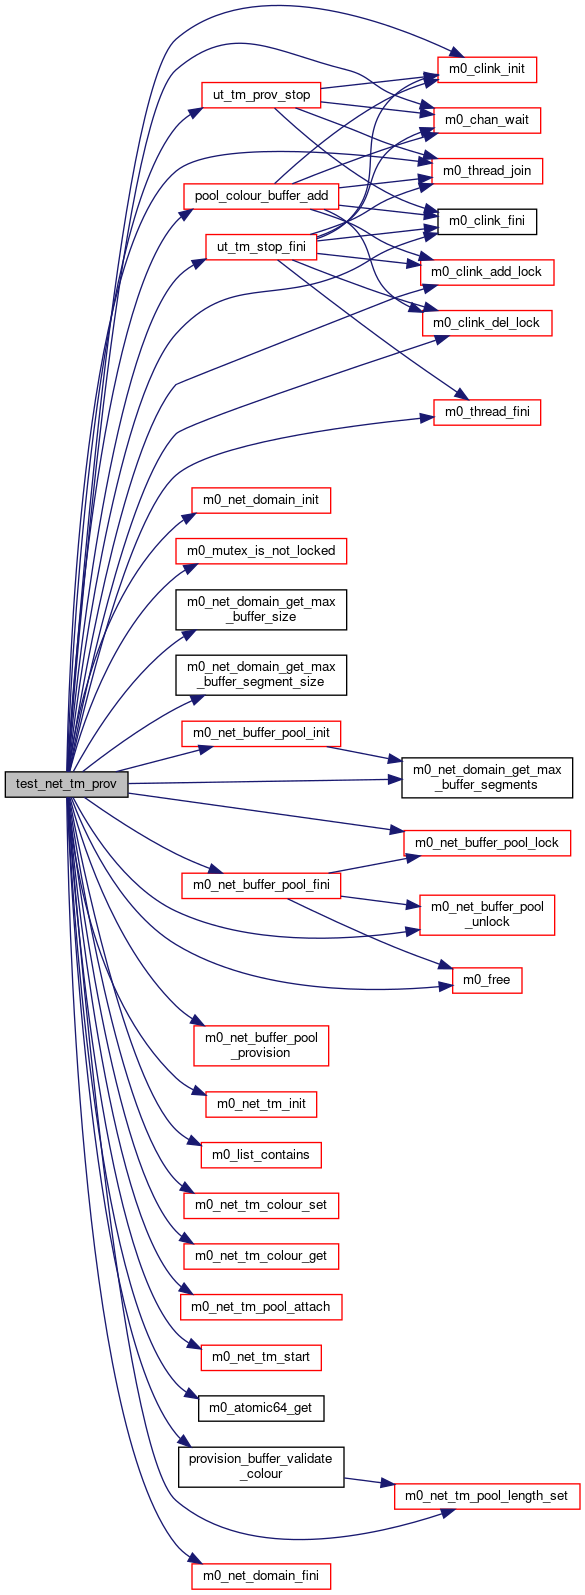 m0_clink_init
ut_tm_prov_stop
m0_chan_wait
m0_thread_join
pool_colour_buffer_add
m0_clink_fini
ut_tm_stop_fini
m0_clink_add_lock
m0_clink_del_lock
m0_thread_fini
m0_net_domain_init
m0_mutex_is_not_locked
m0_net_domain_get_max
_buffer_size
m0_net_domain_get_max
_buffer_segment_size
m0_net_buffer_pool_init
m0_net_domain_get_max
_buffer_segments
test_net_tm_prov
m0_net_buffer_pool_lock
m0_net_buffer_pool_fini
m0_net_buffer_pool
_unlock
m0_free
m0_net_buffer_pool
_provision
m0_net_tm_init
m0_list_contains
m0_net_tm_colour_set
m0_net_tm_colour_get
m0_net_tm_pool_attach
m0_net_tm_start
m0_atomic64_get
provision_buffer_validate
_colour
m0_net_tm_pool_length_set
m0_net_domain_fini